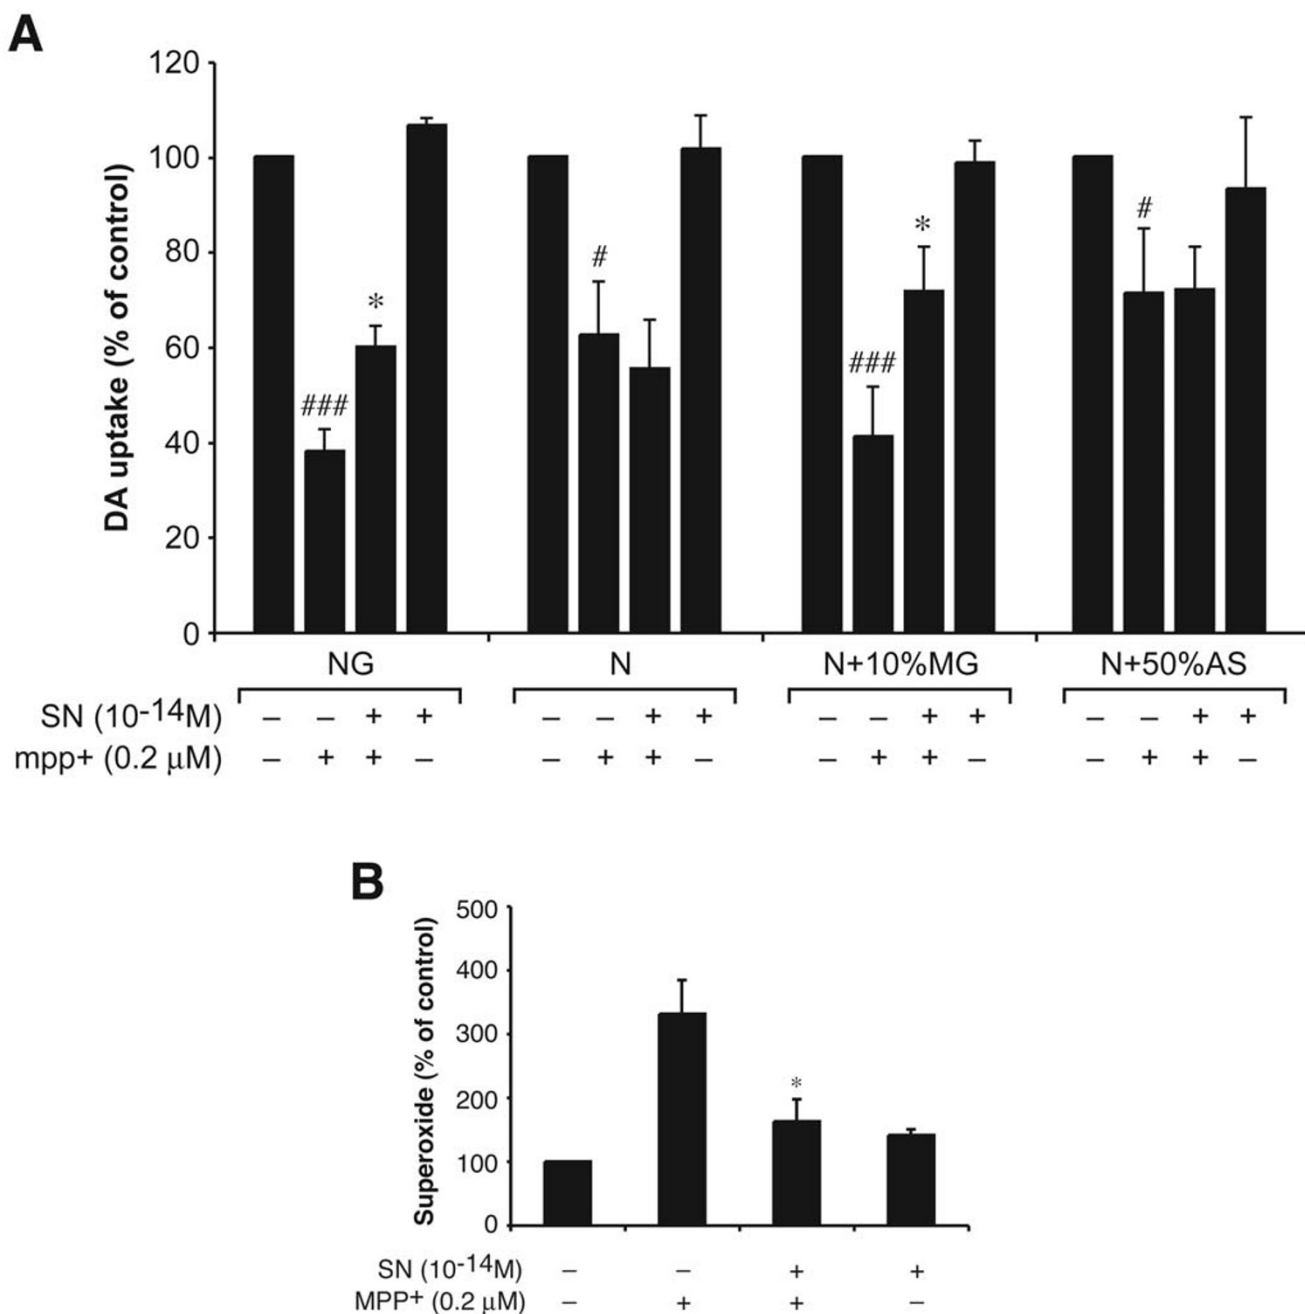 A
120
100
80
60
40
20
0
DA uptake (% of control)
###
*
#
###
*
#
NG N N+10%MG N+50%AS
SN (10-14M) – – + + – – + + – – + + – – + +
mpp+ (0.2 µM) – + + – – + + – – + + – – + + –
B
500
400
300
200
100
0
Superoxide (% of control)
*
SN (10-14M) – – + +
MPP+ (0.2 µM) – + + –